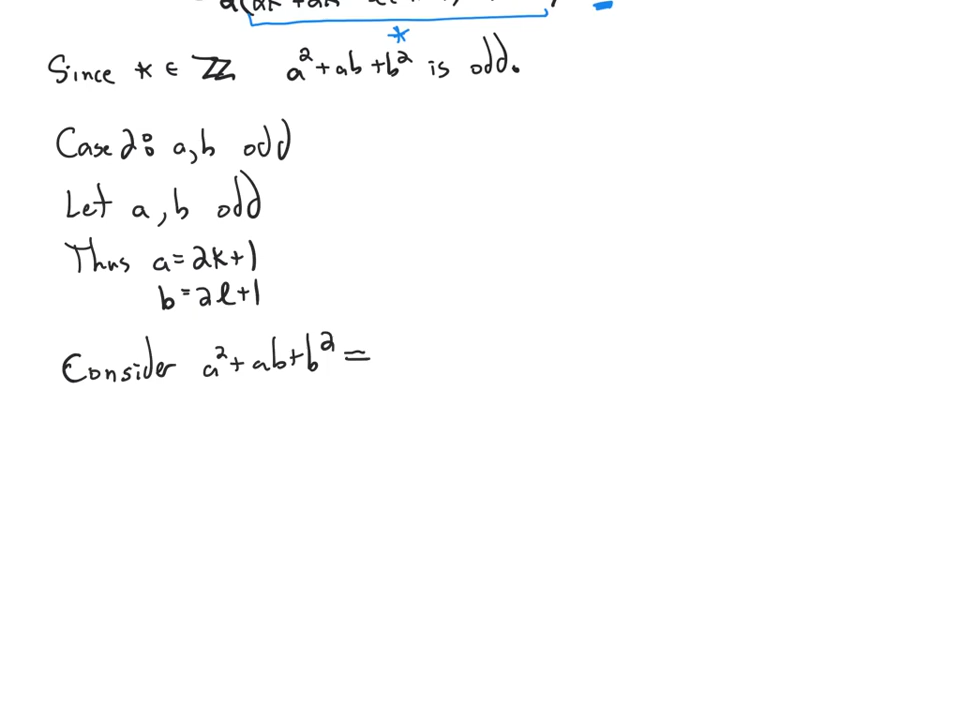 *
Since * ∈ ℤ a²+ab+b² is odd.
Case 2: a,b odd
Let a,b odd
Thus a=2k+1
b=2ℓ+1
Consider a²+ab+b²=